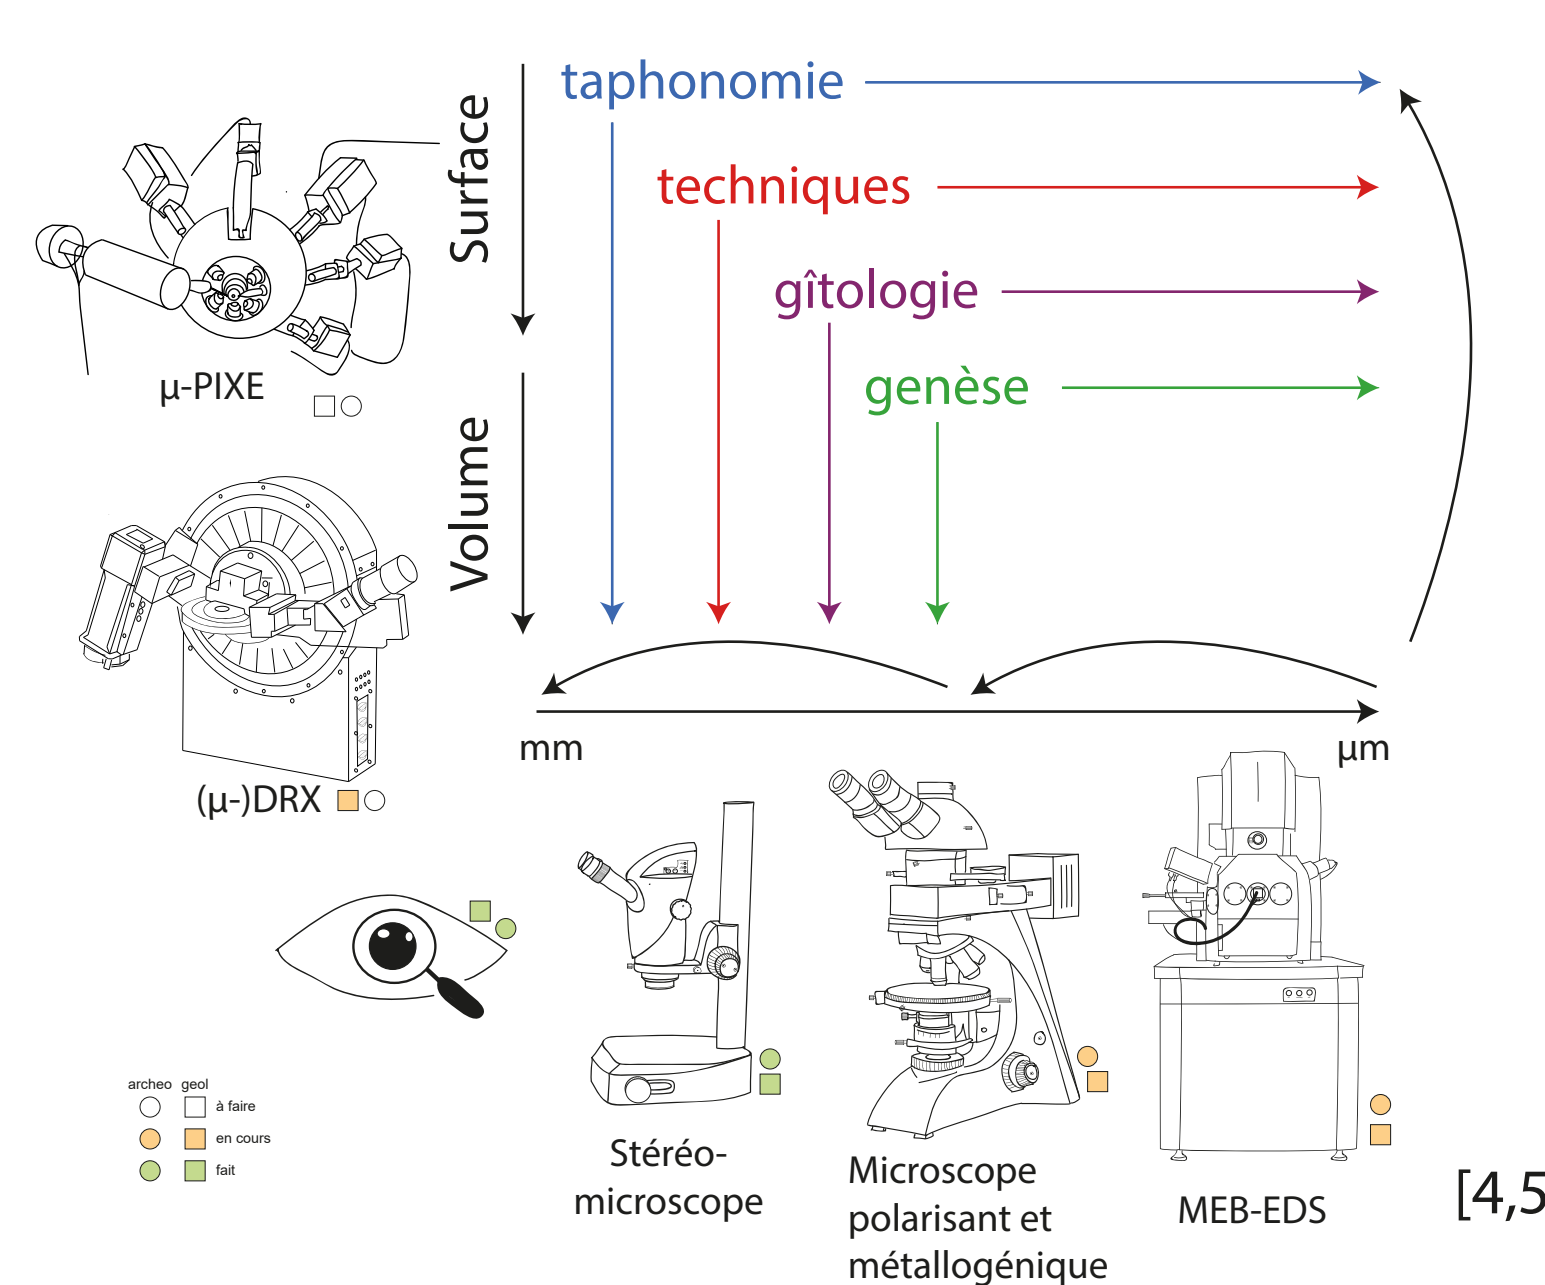 taphonomie
Surface
techniques
gîtologie
genèse
µ-PIXE
Volume
mm
µm
(µ-)DRX
archeo geol
à faire
en cours
fait
Stéréo-
microscope
Microscope
polarisant et
métallogénique
MEB-EDS
[4,5